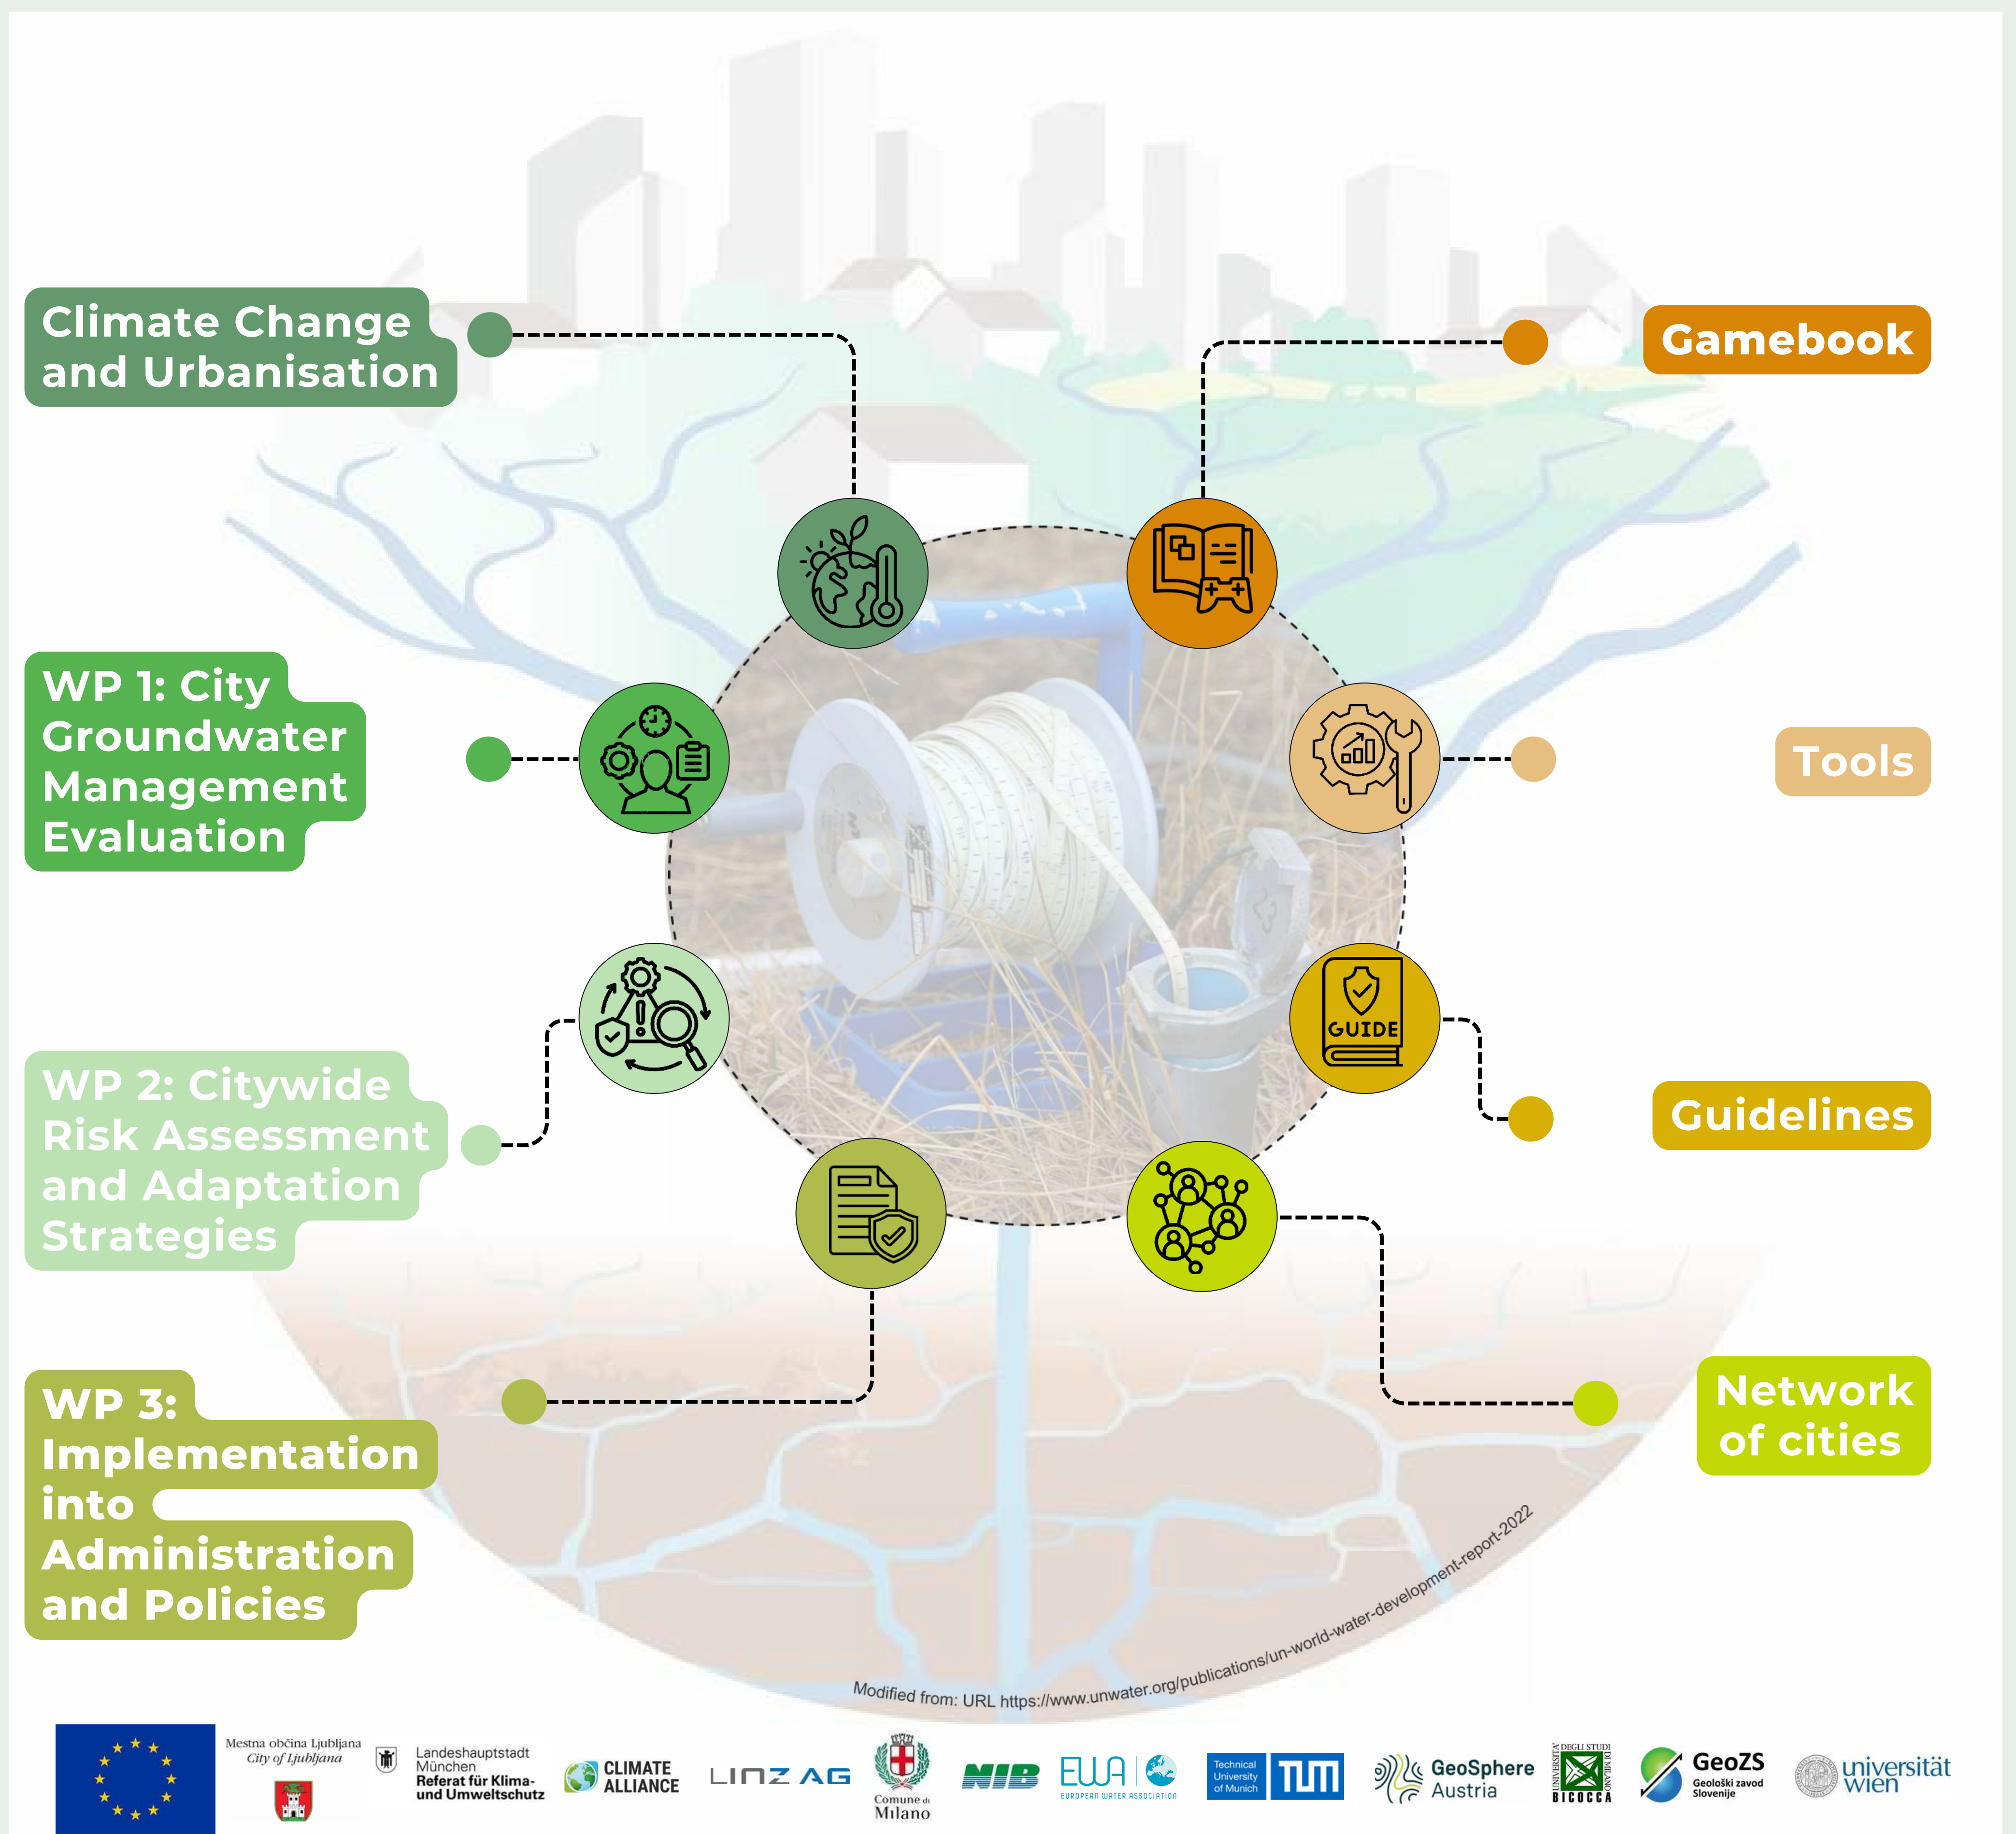 Climate Change
and Urbanisation
Gamebook
WP 1: City
Groundwater
Management
Evaluation
Tools
WP 2: Citywide
Risk Assessment
and Adaptation
Strategies
GUIDE
Guidelines
WP 3:
Implementation
into
Administration
and Policies
Network
of cities
Modified from: URL https://www.unwater.org/publications/un-world-water-development-report-2022
Mestna občina Ljubljana
City of Ljubljana
Landeshauptstadt
München
Referat für Klima-
und Umweltschutz
CLIMATE
ALLIANCE
LINZ AG
Comune di
Milano
NIB
EWA
EUROPEAN WATER ASSOCIATION
Technical
University
of Munich
TUM
GeoSphere
Austria
UNIVERSITA' DEGLI STUDI DI MILANO
BICOCCA
GeoZS
Geološki zavod
Slovenije
universität
wien